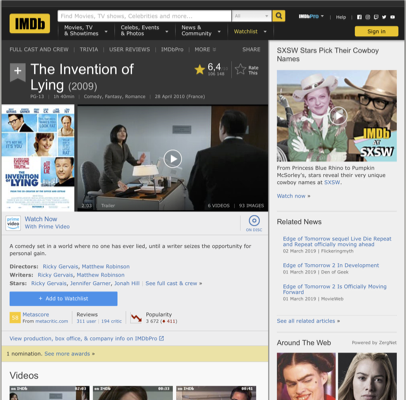 IMDb
Find Movies, TV shows, Celebrities and more...
All
IMDbPro
Help
Movies, TV
& Showtimes
Celebs, Events
& Photos
News &
Community
Watchlist
Sign in
FULL CAST AND CREW | TRIVIA | USER REVIEWS | IMDbPro | MORE
SHARE
The Invention of
Lying (2009)
6,4
Rate
This
PG-13 | 1h 40min | Comedy, Fantasy, Romance | 28 April 2010 (France)
THE
INVENTION
OF LYING
Trailer
6 VIDEOS | 93 IMAGES
prime
video
Watch Now
With Prime Video
ON DISC
A comedy set in a world where no one has ever lied, until a writer seizes the opportunity for
personal gain.
Directors: Ricky Gervais, Matthew Robinson
Writers: Ricky Gervais, Matthew Robinson
Stars: Ricky Gervais, Jennifer Garner, Jonah Hill | See full cast & crew »
+ Add to Watchlist
Metascore
From metacritic.com
Reviews
311 user | 194 critic
Popularity
3 672 (411)
View production, box office, & company info on IMDbPro
1 nomination. See more awards »
Videos
SXSW Stars Pick Their Cowboy
Names
IMDb
AT
SXSW
From Princess Blue Rhino to Pumpkin
McSorley's, stars reveal their very
unique cowboy names at SXSW.
Watch now »
Related News
Edge of Tomorrow sequel Live Die Repeat
and Repeat officially moving ahead
02 March 2019 | Flickeringmyth
Edge of Tomorrow 2 In Development
01 March 2019 | Den of Geek
Edge of Tomorrow 2 Is Officially Moving
Forward
01 March 2019 | MovieWeb
See all related articles »
Around The Web
Powered by ZergNet